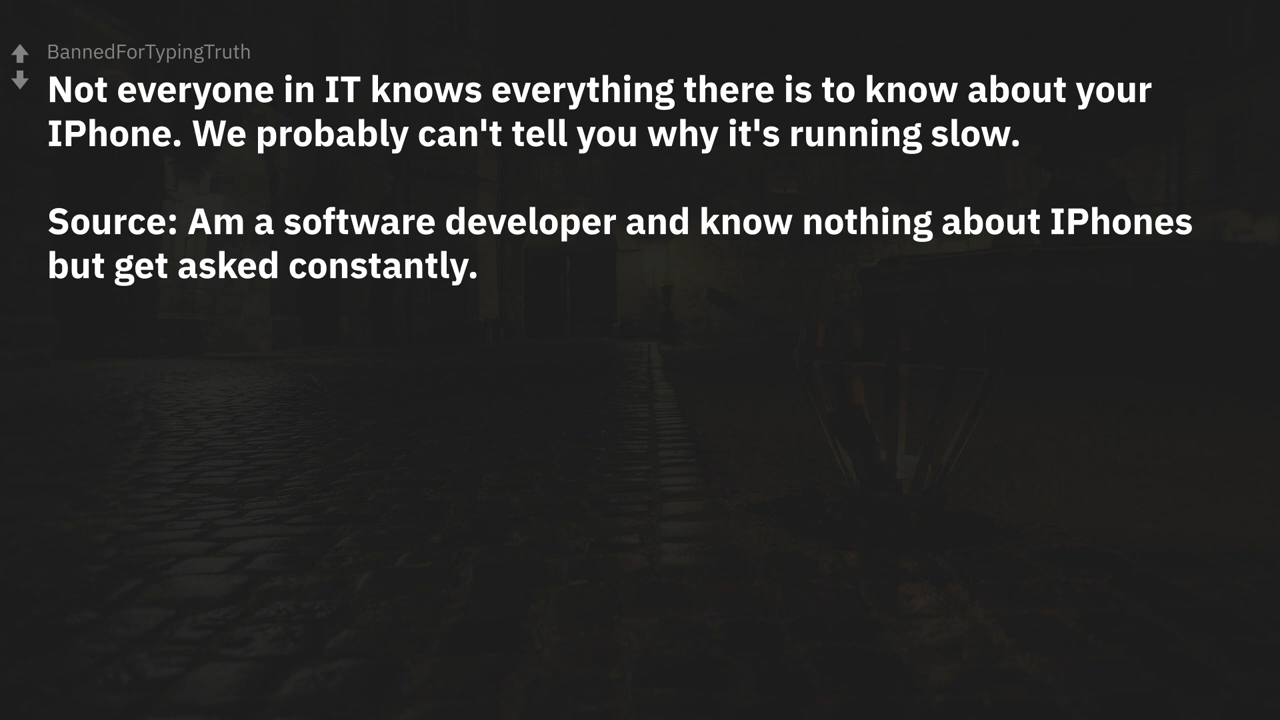 BannedForTypingTruth
Not everyone in IT knows everything there is to know about your
IPhone. We probably can't tell you why it's running slow.
Source: Am a software developer and know nothing about IPhones
but get asked constantly.